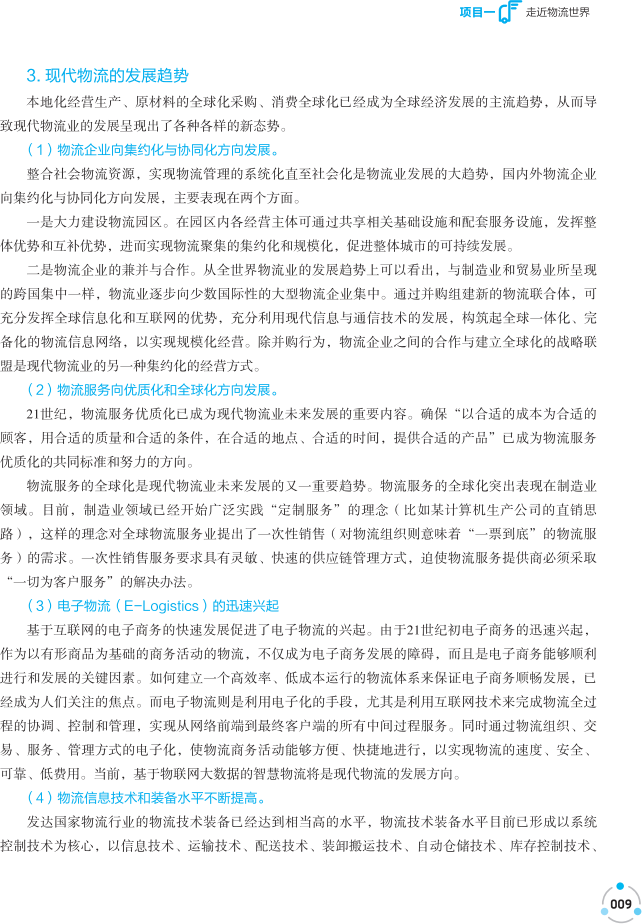 项目一 走近物流世界
3. 现代物流的发展趋势
本地化经营生产、原材料的全球化采购、消费全球化已经成为全球经济发展的主流趋势，从而导
致现代物流业的发展呈现出了各种各样的新态势。
（1）物流企业向集约化与协同化方向发展。
整合社会物流资源，实现物流管理的系统化直至社会化是物流业发展的大趋势，国内外物流企业
向集约化与协同化方向发展，主要表现在两个方面。
一是大力建设物流园区。在园区内各经营主体可通过共享相关基础设施和配套服务设施，发挥整
体优势和互补优势，进而实现物流聚集的集约化和规模化，促进整体城市的可持续发展。
二是物流企业的兼并与合作。从全世界物流业的发展趋势上可以看出，与制造业和贸易业所呈现
的跨国集中一样，物流业逐步向少数国际性的大型物流企业集中。通过并购组建新的物流联合体，可
充分发挥全球信息化和互联网的优势，充分利用现代信息与通信技术的发展，构筑起全球一体化、完
备化的物流信息网络，以实现规模化经营。除并购行为，物流企业之间的合作与建立全球化的战略联
盟是现代物流业的另一种集约化的经营方式。
（2）物流服务向优质化和全球化方向发展。
21世纪，物流服务优质化已成为现代物流业未来发展的重要内容。确保“以合适的成本为合适的
顾客，用合适的质量和合适的条件，在合适的地点、合适的时间，提供合适的产品”已成为物流服务
优质化的共同标准和努力的方向。
物流服务的全球化是现代物流业未来发展的又一重要趋势。物流服务的全球化突出表现在制造业
领域。目前，制造业领域已经开始广泛实践“定制服务”的理念（比如某计算机生产公司的直销思
路），这样的理念对全球物流服务业提出了一次性销售（对物流组织则意味着“一票到底”的物流服
务）的需求。一次性销售服务要求具有灵敏、快速的供应链管理方式，迫使物流服务提供商必须采取
“一切为客户服务”的解决办法。
（3）电子物流（E-Logistics）的迅速兴起
基于互联网的电子商务的快速发展促进了电子物流的兴起。由于21世纪初电子商务的迅速兴起，
作为以有形商品为基础的商务活动的物流，不仅成为电子商务发展的障碍，而且是电子商务能够顺利
进行和发展的关键因素。如何建立一个高效率、低成本运行的物流体系来保证电子商务顺畅发展，已
经成为人们关注的焦点。而电子物流则是利用电子化的手段，尤其是利用互联网技术来完成物流全过
程的协调、控制和管理，实现从网络前端到最终客户端的所有中间过程服务。同时通过物流组织、交
易、服务、管理方式的电子化，使物流商务活动能够方便、快捷地进行，以实现物流的速度、安全、
可靠、低费用。当前，基于物联网大数据的智慧物流将是现代物流的发展方向。
（4）物流信息技术和装备水平不断提高。
发达国家物流行业的物流技术装备已经达到相当高的水平，物流技术装备水平目前已形成以系统
控制技术为核心，以信息技术、运输技术、配送技术、装卸搬运技术、自动仓储技术、库存控制技术、
009